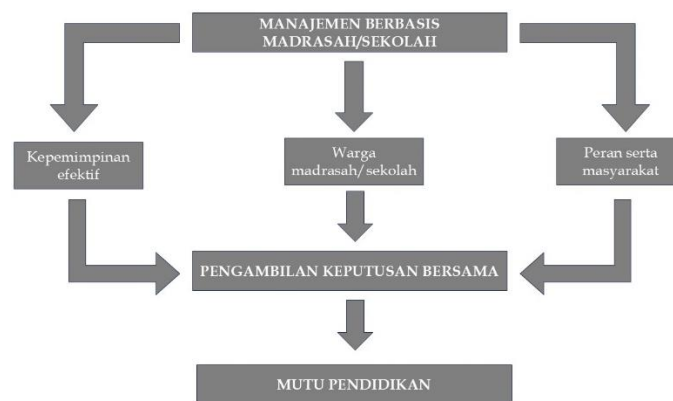 MANAJEMEN BERBASIS
MADRASAH/SEKOLAH
Kepemimpinan
efektif
Warga
madrasah/sekolah
Peran serta
masyarakat
PENGAMBILAN KEPUTUSAN BERSAMA
MUTU PENDIDIKAN